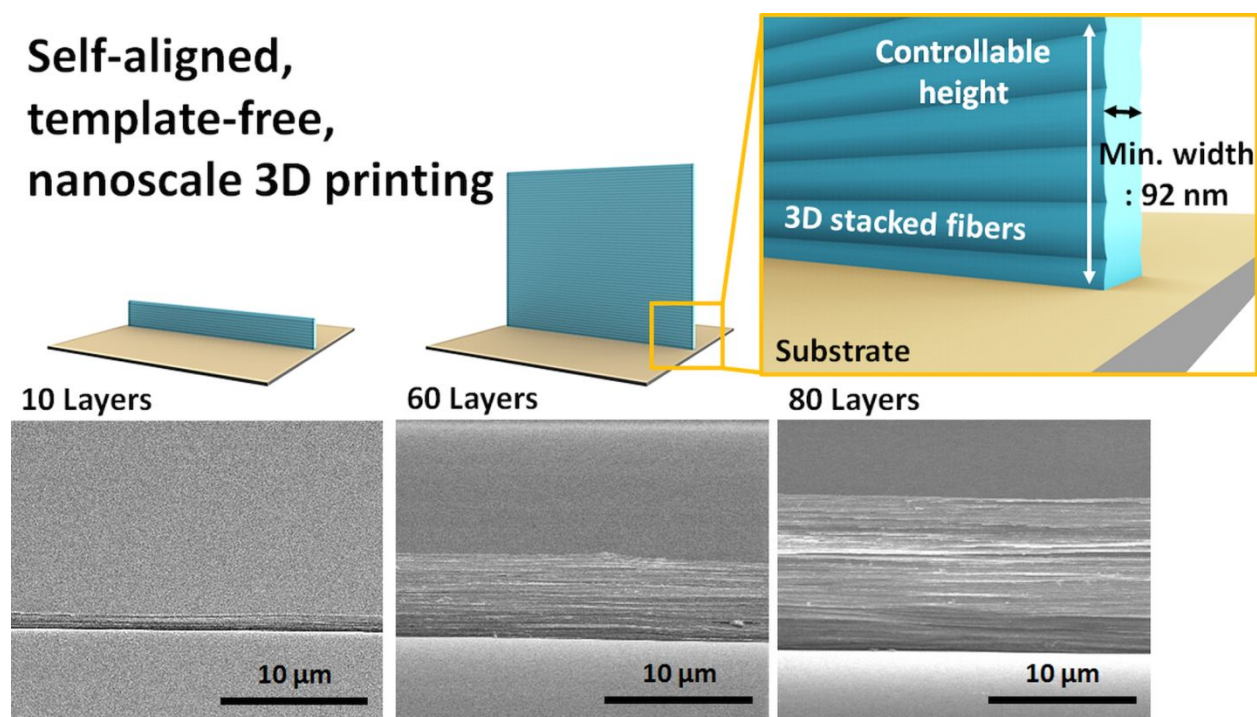 Self-aligned,
template-free,
nanoscale 3D printing
Controllable
height
Min. width
: 92 nm
3D stacked fibers
Substrate
10 Layers
60 Layers
80 Layers
10 μm
10 μm
10 μm